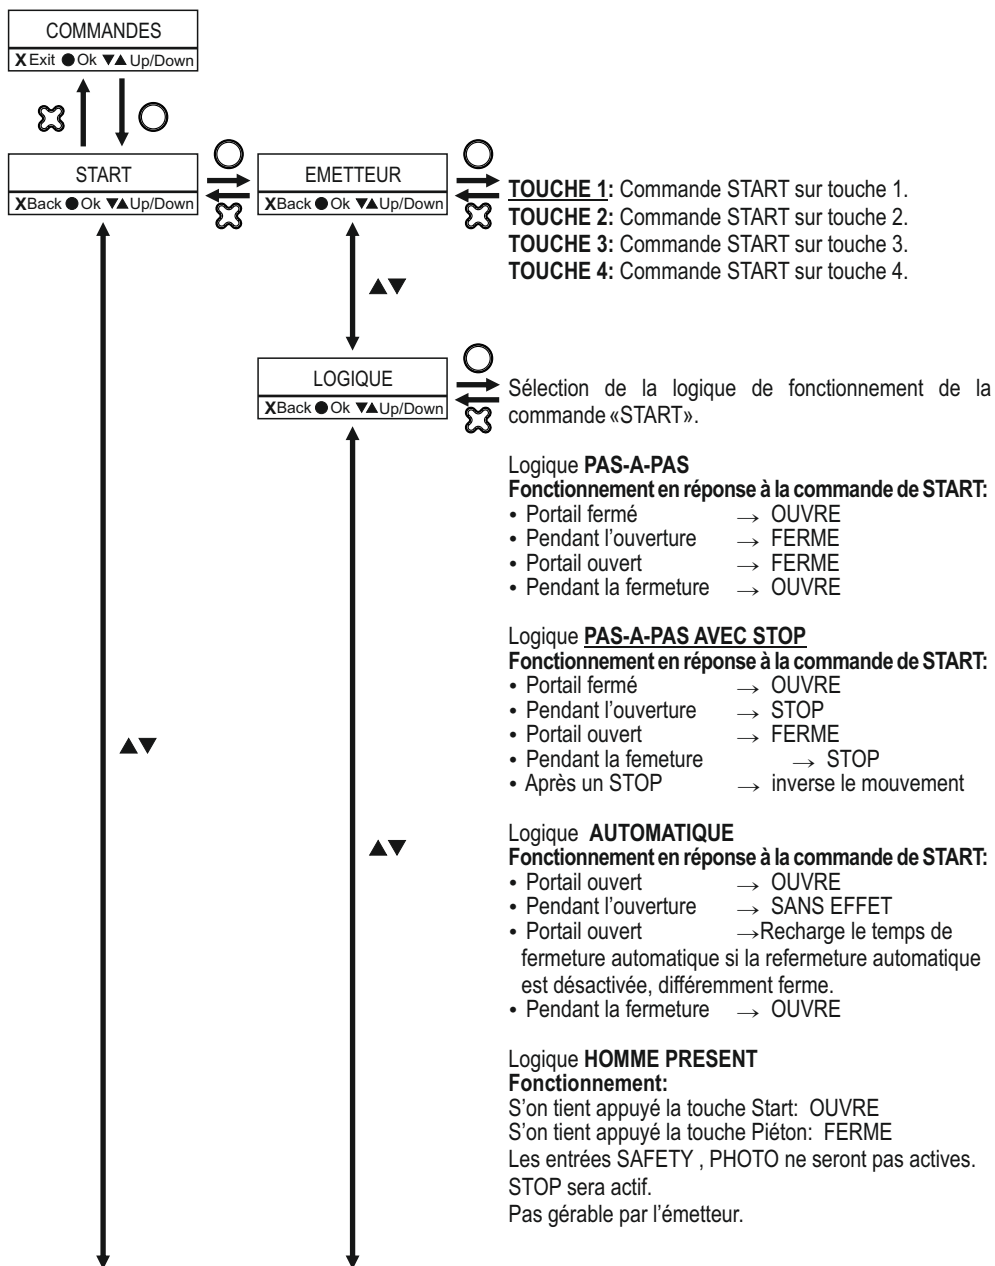 COMMANDES
X Exit ● Ok ▼▲ Up/Down
START
XBack ● Ok ▼▲Up/Down
EMETTEUR
XBack ● Ok ▼▲Up/Down
TOUCHE 1: Commande START sur touche 1.
TOUCHE 2: Commande START sur touche 2.
TOUCHE 3: Commande START sur touche 3.
TOUCHE 4: Commande START sur touche 4.
▲▼
LOGIQUE
XBack ● Ok ▼▲Up/Down
Sélection de la logique de fonctionnement de la
commande «START».
Logique PAS-A-PAS
Fonctionnement en réponse à la commande de START:
• Portail fermé → OUVRE
• Pendant l'ouverture → FERME
• Portail ouvert → FERME
• Pendant la fermeture → OUVRE
Logique PAS-A-PAS AVEC STOP
Fonctionnement en réponse à la commande de START:
• Portail fermé → OUVRE
• Pendant l'ouverture → STOP
• Portail ouvert → FERME
• Pendant la femeture → STOP
• Après un STOP → inverse le mouvement
▲▼
▲▼
Logique AUTOMATIQUE
Fonctionnement en réponse à la commande de START:
• Portail ouvert → OUVRE
• Pendant l'ouverture → SANS EFFET
• Portail ouvert →Recharge le temps de
fermeture automatique si la refermeture automatique
est désactivée, différemment ferme.
• Pendant la fermeture → OUVRE
Logique HOMME PRESENT
Fonctionnement:
S'on tient appuyé la touche Start: OUVRE
S'on tient appuyé la touche Piéton: FERME
Les entrées SAFETY , PHOTO ne seront pas actives.
STOP sera actif.
Pas gérable par l'émetteur.